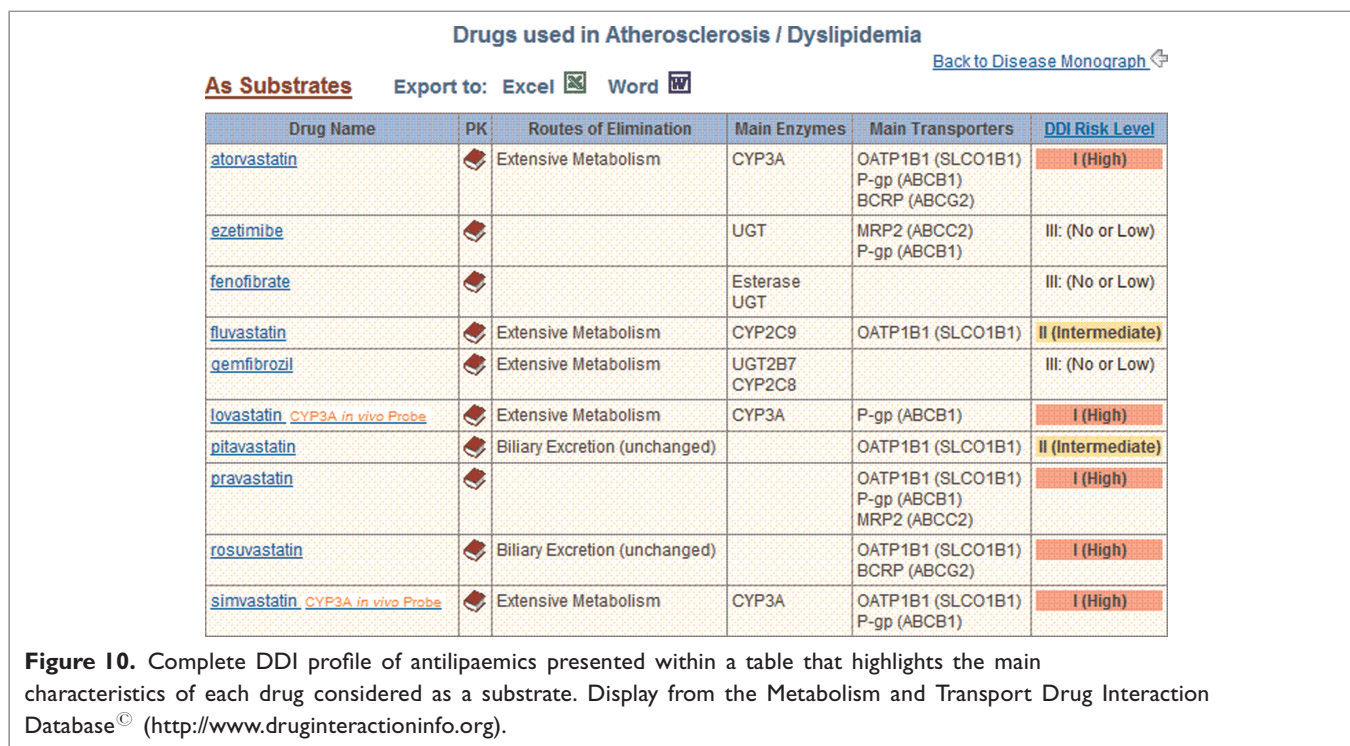 Drugs used in Atherosclerosis / Dyslipidemia
Back to Disease Monograph
As Substrates Export to: Excel Word
Drug Name PK Routes of Elimination Main Enzymes Main Transporters DDI Risk Level
atorvastatin Extensive Metabolism CYP3A OATP1B1 (SLCO1B1) I (High)
P-gp (ABCB1)
BCRP (ABCG2)
ezetimibe UGT MRP2 (ABCC2) III: (No or Low)
P-gp (ABCB1)
fenofibrate Esterase III: (No or Low)
UGT
fluvastatin Extensive Metabolism CYP2C9 OATP1B1 (SLCO1B1) II (Intermediate)
gemfibrozil Extensive Metabolism UGT2B7 III: (No or Low)
CYP2C8
lovastatin CYP3A in vivo Probe Extensive Metabolism CYP3A P-gp (ABCB1) I (High)
pitavastatin Biliary Excretion (unchanged) OATP1B1 (SLCO1B1) II (Intermediate)
pravastatin OATP1B1 (SLCO1B1) I (High)
P-gp (ABCB1)
MRP2 (ABCC2)
rosuvastatin Biliary Excretion (unchanged) OATP1B1 (SLCO1B1) I (High)
BCRP (ABCG2)
simvastatin CYP3A in vivo Probe Extensive Metabolism CYP3A OATP1B1 (SLCO1B1) I (High)
P-gp (ABCB1)
Figure 10. Complete DDI profile of antilipaemics presented within a table that highlights the main
characteristics of each drug considered as a substrate. Display from the Metabolism and Transport Drug Interaction
Database© (http://www.druginteractioninfo.org).